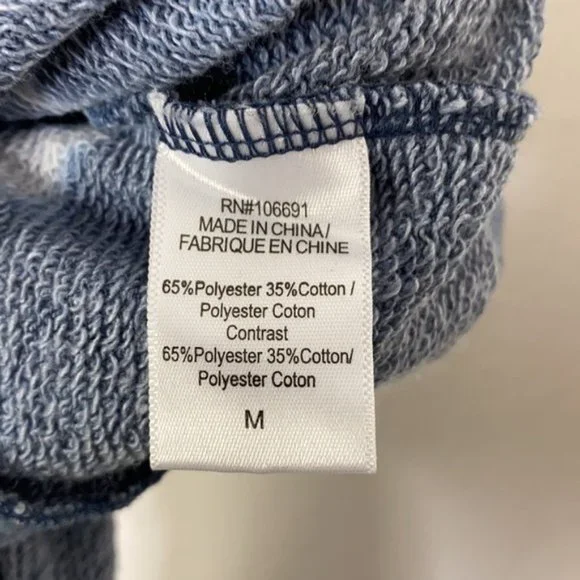 RN#106691
MADE IN CHINA/
FABRIQUE EN CHINE
65%Polyester 35%Cotton /
Polyester Coton
Contrast
65%Polyester 35%Cotton/
Polyester Coton
M